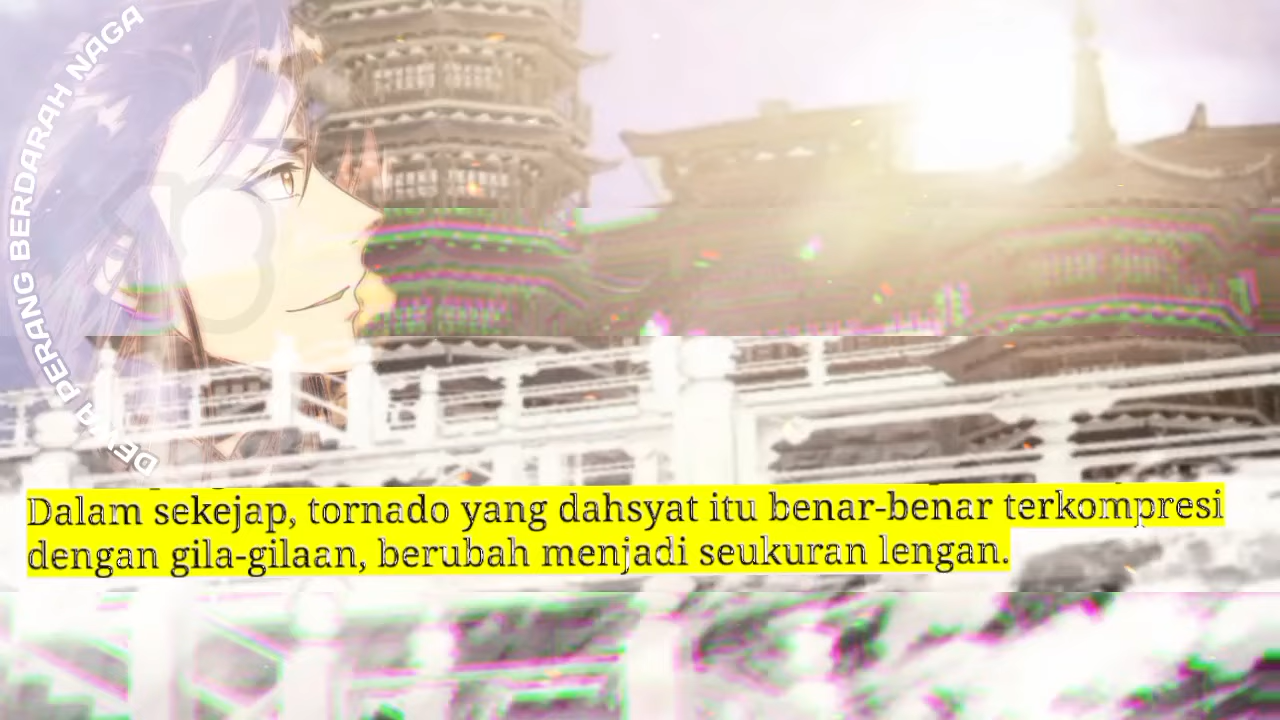 DEWA PERANG BERDARAH NAGA
Dalam sekejap, tornado yang dahsyat itu benar-benar terkompresi
dengan gila-gilaan, berubah menjadi seukuran lengan.